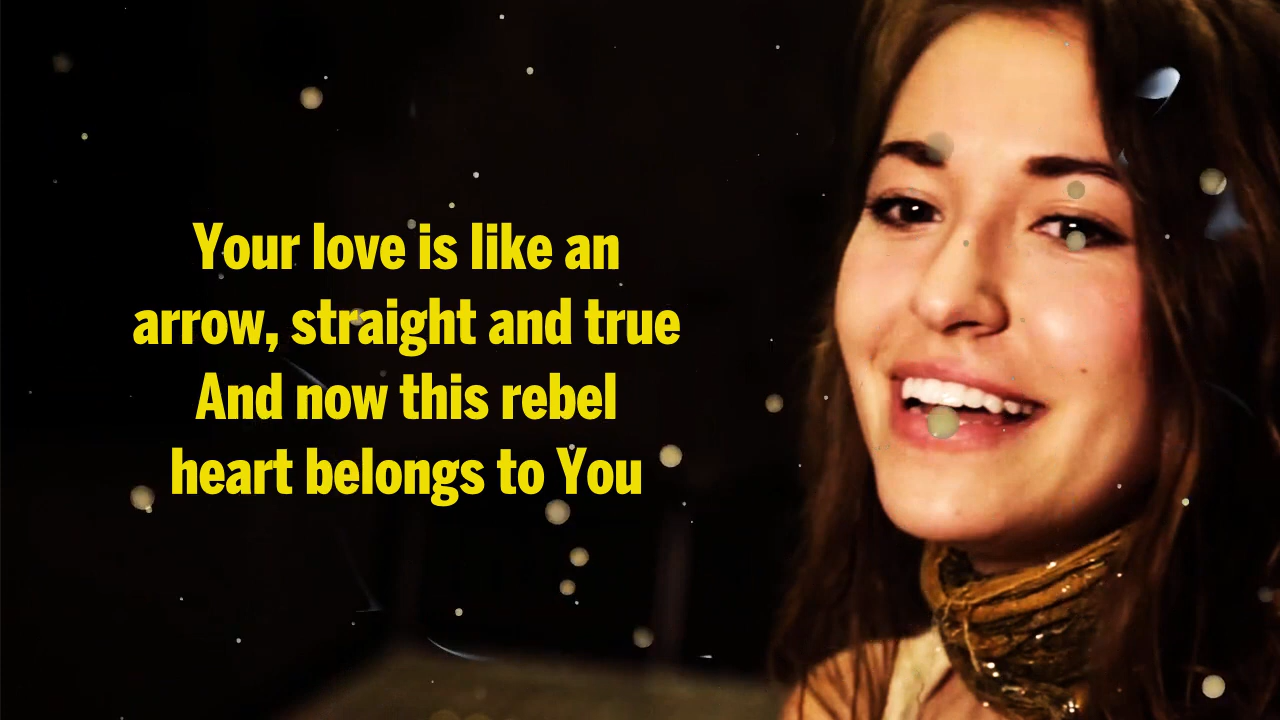 Your love is like an
arrow, straight and true
And now this rebel
heart belongs to You